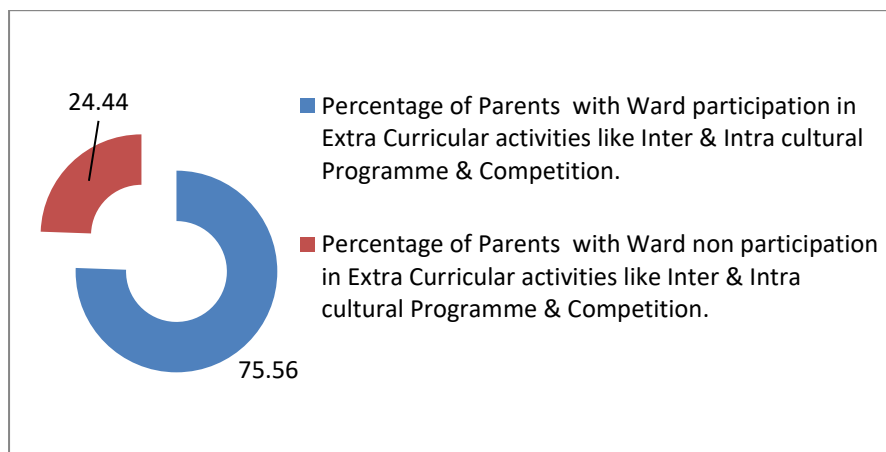 24.44
Percentage of Parents with Ward participation in
Extra Curricular activities like Inter & Intra cultural
Programme & Competition.
Percentage of Parents with Ward non participation
in Extra Curricular activities like Inter & Intra
cultural Programme & Competition.
75.56